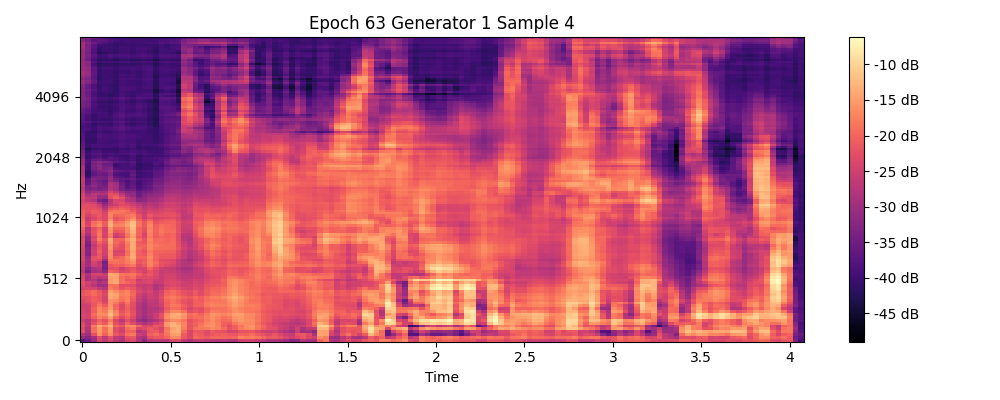 Epoch 63 Generator 1 Sample 4
Hz
4096
2048
1024
512
0
0
0.5
1
1.5
2
2.5
3
3.5
4
Time
-10 dB
-15 dB
-20 dB
-25 dB
-30 dB
-35 dB
-40 dB
-45 dB